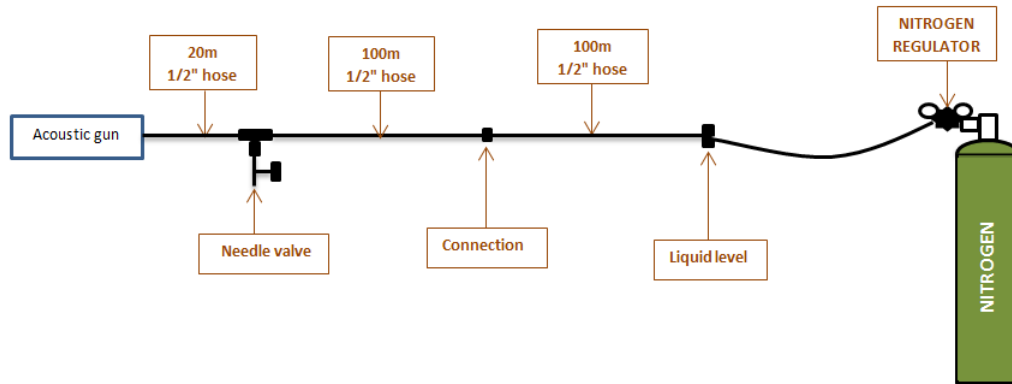 20m
1/2" hose
100m
1/2" hose
100m
1/2" hose
NITROGEN
REGULATOR
Acoustic gun
Needle valve
Connection
Liquid level
NITROGEN